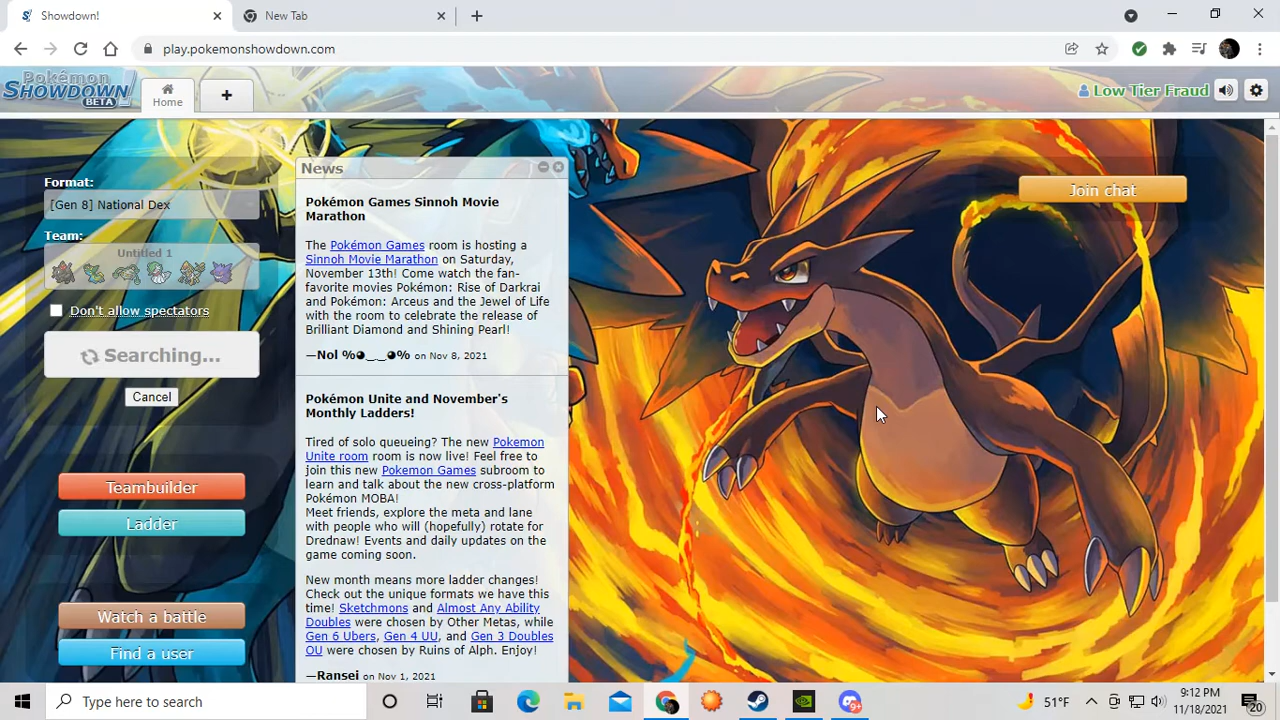 Showdown!
New Tab
play.pokemonshowdown.com
Pokémon
SHOWDOWN
BETA
Home
Low Tier Fraud
Format:
[Gen 8] National Dex
Team:
Untitled 1
Don't allow spectators
Searching...
Cancel
Teambuilder
Ladder
Watch a battle
Find a user
News
Pokémon Games Sinnoh Movie
Marathon
The Pokémon Games room is hosting a
Sinnoh Movie Marathon on Saturday,
November 13th! Come watch the fan-
favorite movies Pokémon: Rise of Darkrai
and Pokémon: Arceus and the Jewel of Life
with the room to celebrate the release of
Brilliant Diamond and Shining Pearl!
—Nol %◕‿‿◕% on Nov 8, 2021
Pokémon Unite and November's
Monthly Ladders!
Tired of solo queueing? The new Pokemon
Unite room room is now live! Feel free to
join this new Pokemon Games subroom to
learn and talk about the new cross-platform
Pokémon MOBA!
Meet friends, explore the meta and lane
with people who will (hopefully) rotate for
Drednaw! Events and daily updates on the
game coming soon.
New month means more ladder changes!
Check out the unique formats we have this
time! Sketchmons and Almost Any Ability
Doubles were chosen by Other Metas, while
Gen 6 Ubers, Gen 4 UU, and Gen 3 Doubles
OU were chosen by Ruins of Alph. Enjoy!
—Ransei on Nov 1, 2021
Join chat
Type here to search
9+
51°F
9:12 PM
11/18/2021
20